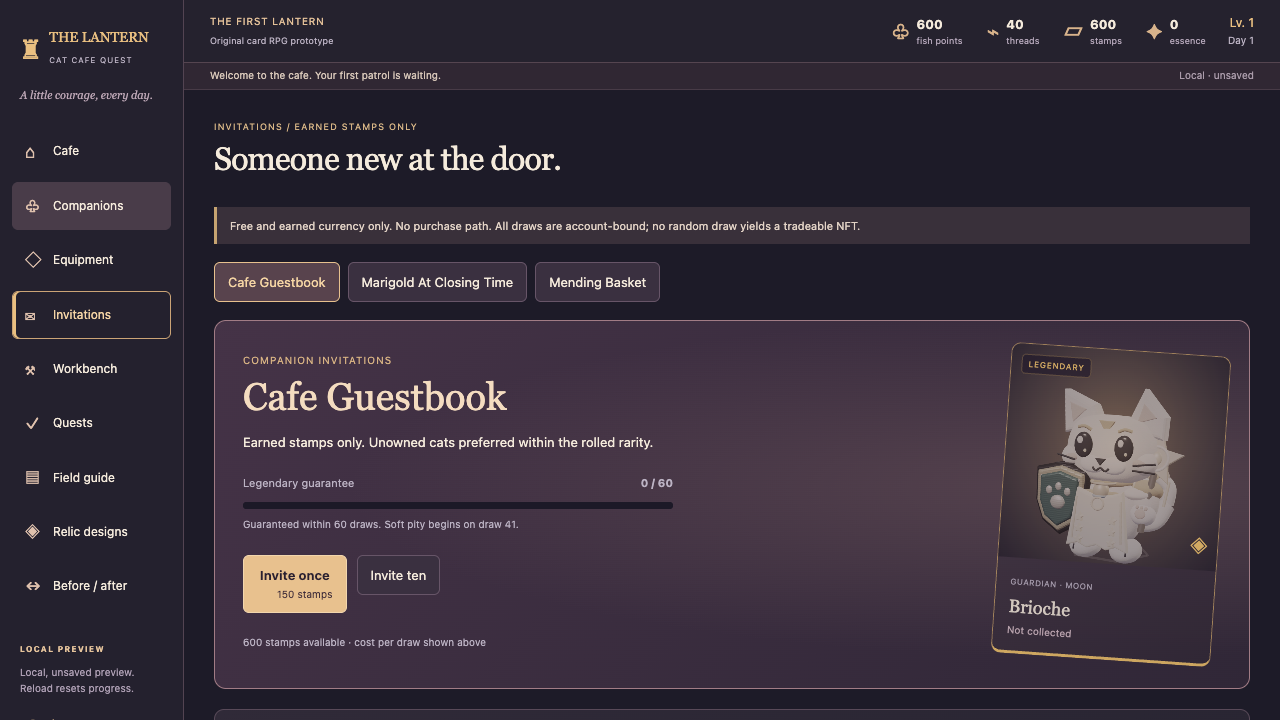 THE LANTERN
CAT CAFE QUEST
A little courage, every day.
Cafe
Companions
Equipment
Invitations
Workbench
Quests
Field guide
Relic designs
Before / after
LOCAL PREVIEW
Local, unsaved preview.
Reload resets progress.
THE FIRST LANTERN
Original card RPG prototype
600
fish points
40
threads
600
stamps
0
essence
Lv. 1
Day 1
Welcome to the cafe. Your first patrol is waiting.
Local · unsaved
INVITATIONS / EARNED STAMPS ONLY
Someone new at the door.
Free and earned currency only. No purchase path. All draws are account-bound; no random draw yields a tradeable NFT.
Cafe Guestbook
Marigold At Closing Time
Mending Basket
COMPANION INVITATIONS
Cafe Guestbook
Earned stamps only. Unowned cats preferred within the rolled rarity.
Legendary guarantee
0 / 60
Guaranteed within 60 draws. Soft pity begins on draw 41.
Invite once
150 stamps
Invite ten
600 stamps available · cost per draw shown above
LEGENDARY
GUARDIAN · MOON
Brioche
Not collected